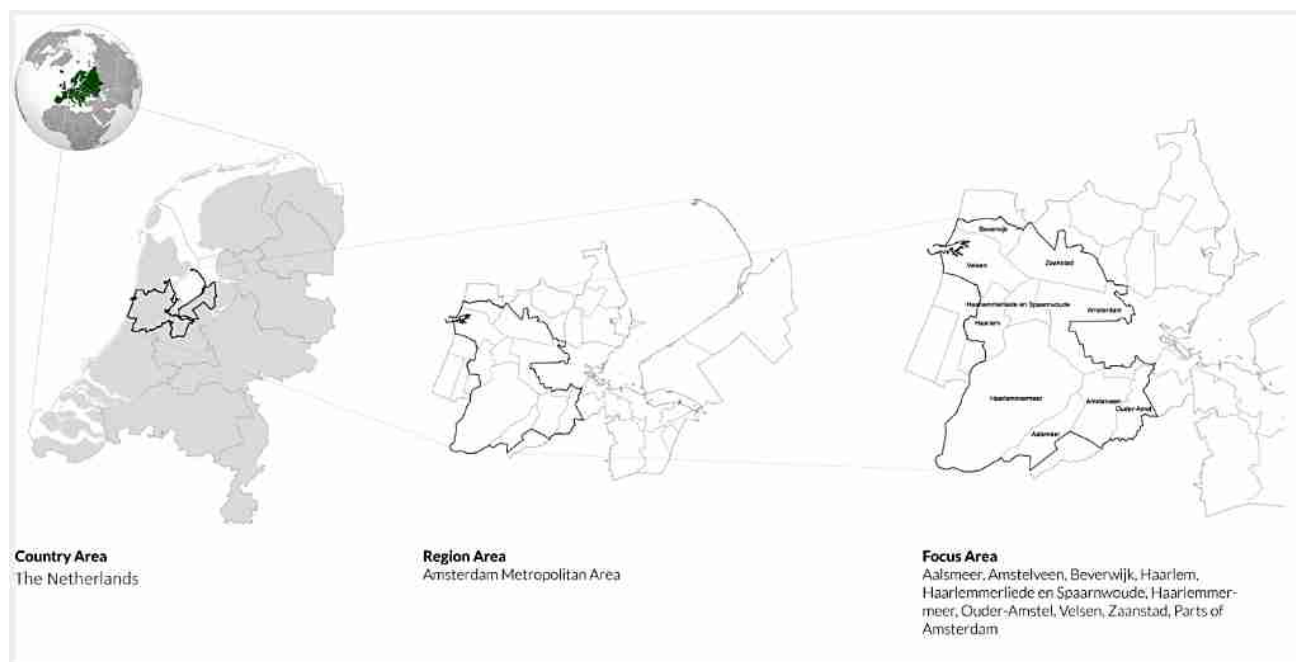 Beverwijk
Velsen
Zaanstad
Haarlemmerliede en Spaarnwoude
Amsterdam
Haarlem
Haarlemmermeer
Amstelveen
Ouder-Amstel
Aalsmeer
Country Area
The Netherlands
Region Area
Amsterdam Metropolitan Area
Focus Area
Aalsmeer, Amstelveen, Beverwijk, Haarlem,
Haarlemmerliede en Spaarnwoude, Haarlemmer-
meer, Ouder-Amstel, Velsen, Zaanstad, Parts of
Amsterdam